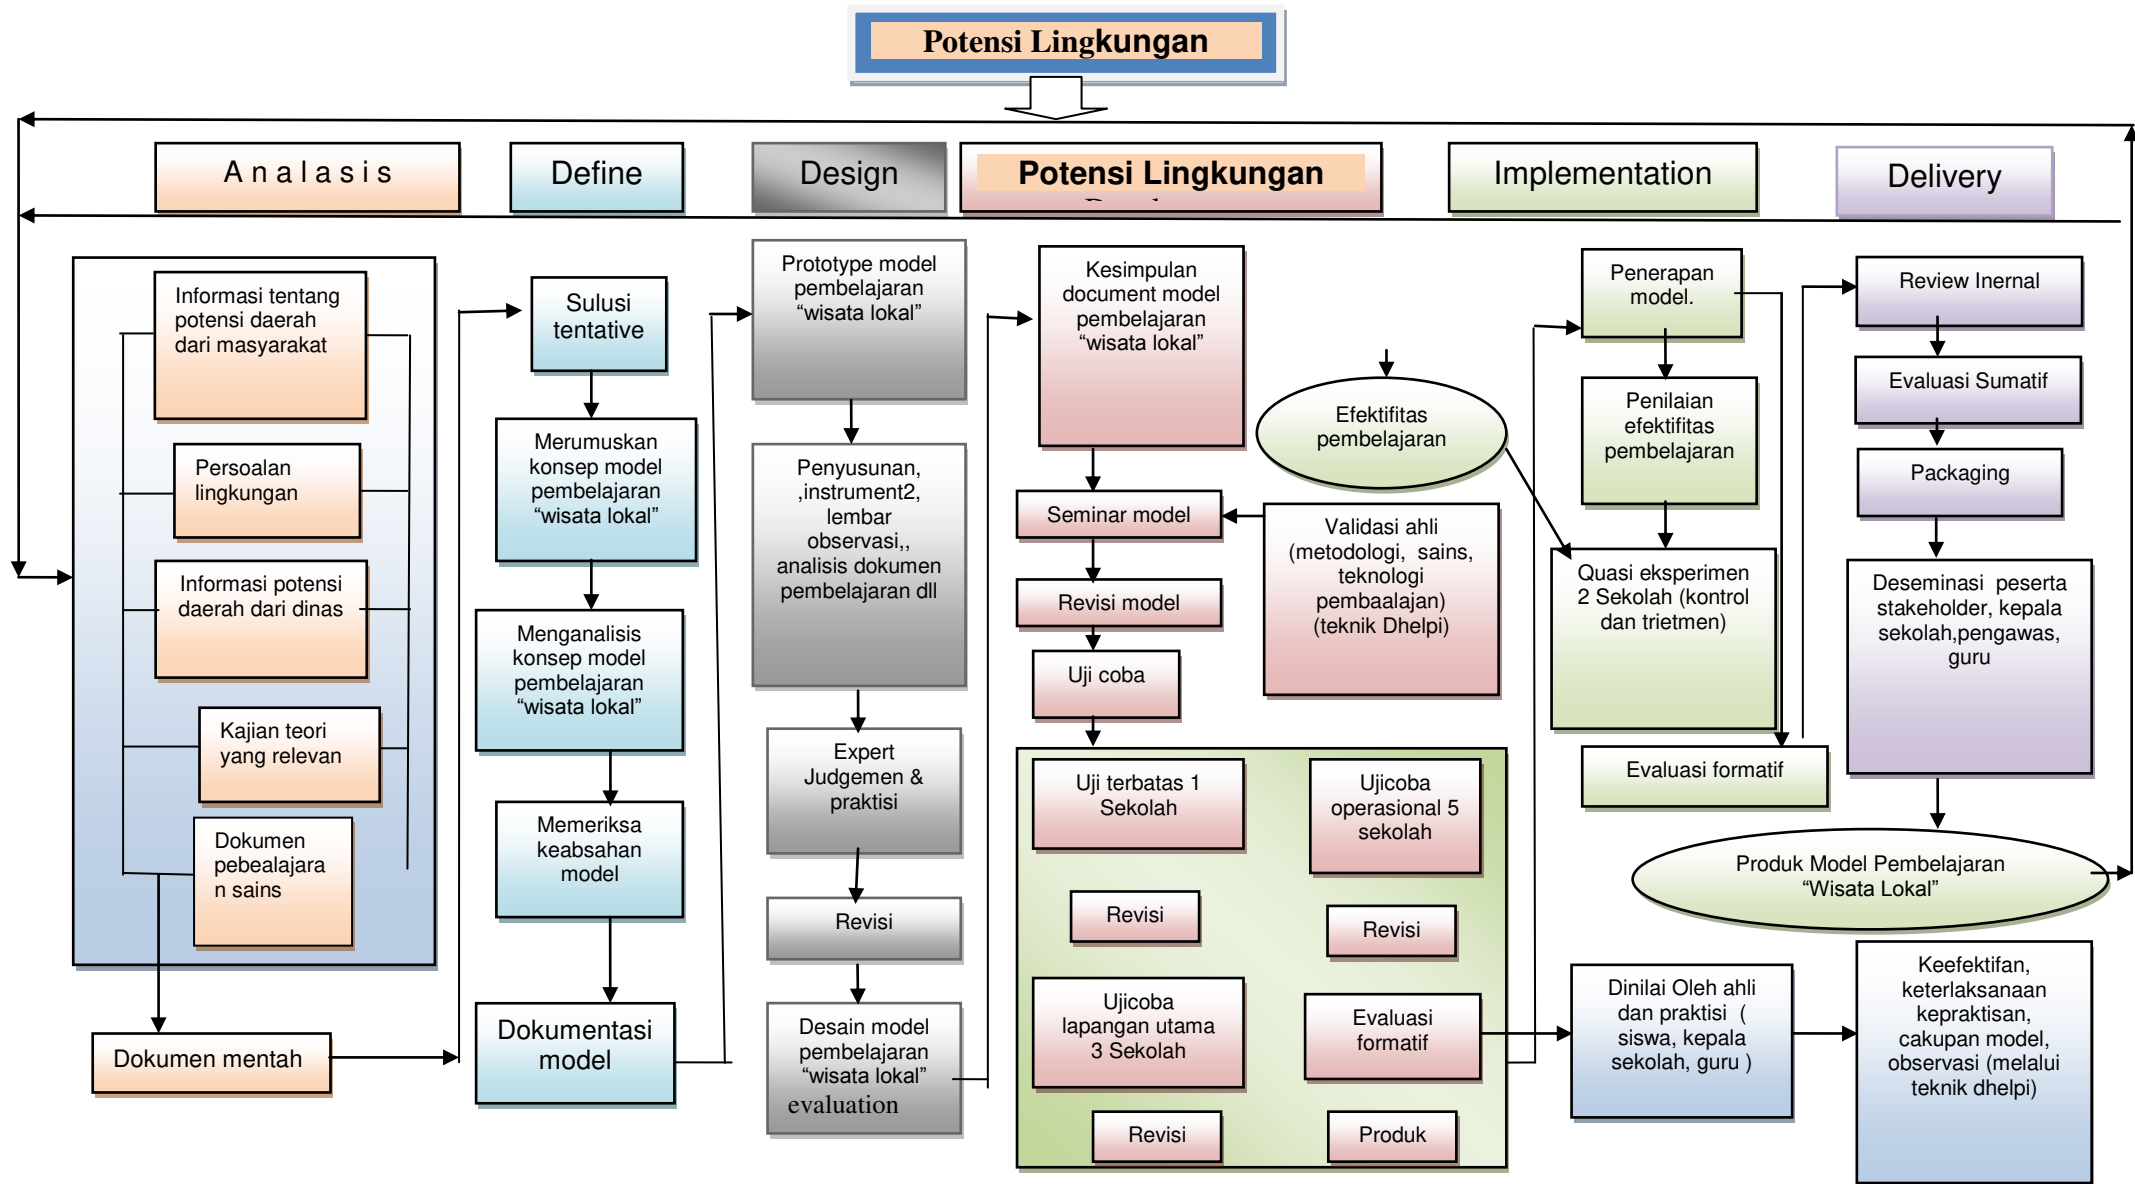 Potensi Lingkungan
A n a l a s i s
Define
Design
Potensi Lingkungan
Implementation
Delivery
Informasi tentang
potensi daerah
dari masyarakat
Persoalan
lingkungan
Informasi potensi
daerah dari dinas
Kajian teori
yang relevan
Dokumen
pebealajara
n sains
Dokumen mentah
Sulusi
tentative
Merumuskan
konsep model
pembelajaran
“wisata lokal”
Menganalisis
konsep model
pembelajaran
“wisata lokal”
Memeriksa
keabsahan
model
Dokumentasi
model
Prototype model
pembelajaran
“wisata lokal”
Penyusunan,
,instrument2,
lembar
observasi,,
analisis dokumen
pembelajaran dll
Expert
Judgemen &
praktisi
Revisi
Desain model
pembelajaran
“wisata lokal”
evaluation
Kesimpulan
document model
pembelajaran
“wisata lokal”
Seminar model
Revisi model
Uji coba
Validasi ahli
(metodologi, sains,
teknologi
pembaalajan)
(teknik Dhelpi)
Efektifitas
pembelajaran
Uji terbatas 1
Sekolah
Revisi
Ujicoba
lapangan utama
3 Sekolah
Revisi
Ujicoba
operasional 5
sekolah
Revisi
Evaluasi
formatif
Produk
Penerapan
model.
Penilaian
efektifitas
pembelajaran
Quasi eksperimen
2 Sekolah (kontrol
dan trietmen)
Evaluasi formatif
Dinilai Oleh ahli
dan praktisi (
siswa, kepala
sekolah, guru )
Review Inernal
Evaluasi Sumatif
Packaging
Deseminasi peserta
stakeholder, kepala
sekolah,pengawas,
guru
Produk Model Pembelajaran
“Wisata Lokal”
Keefektifan,
keterlaksanaan
kepraktisan,
cakupan model,
observasi (melalui
teknik dhelpi)